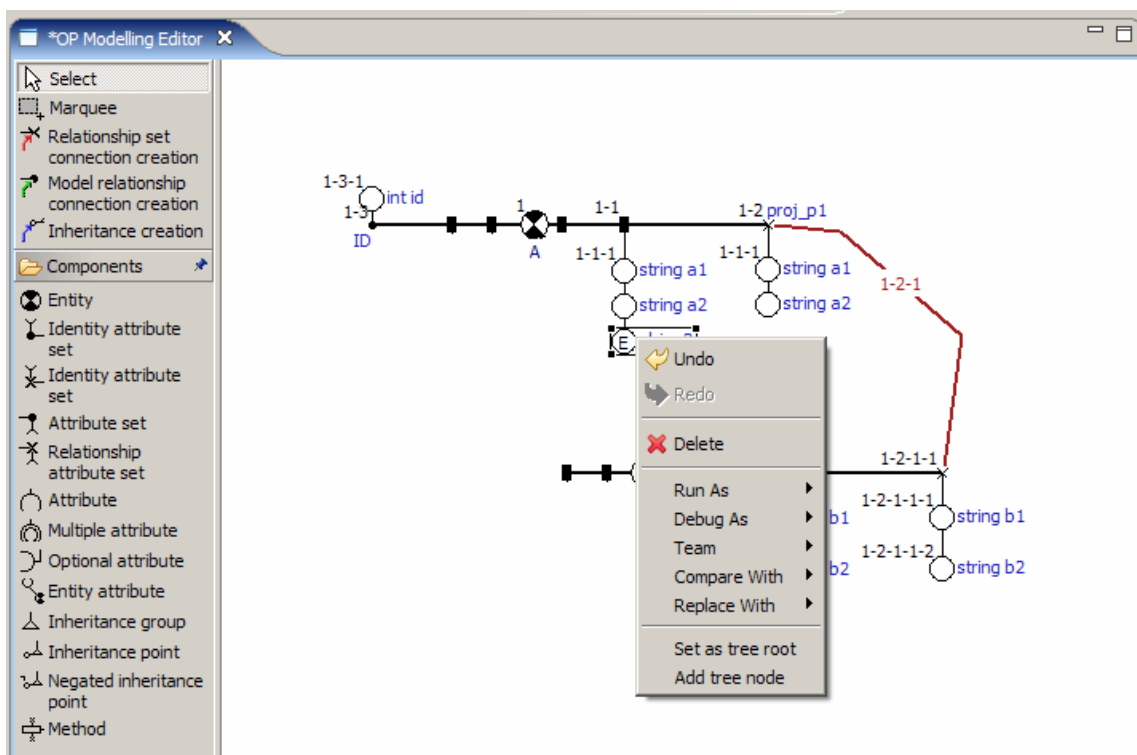 *OP Modelling Editor
Select
Marquee
Relationship set
connection creation
Model relationship
connection creation
Inheritance creation
Components
Entity
Identity attribute
set
Identity attribute
set
Attribute set
Relationship
attribute set
Attribute
Multiple attribute
Optional attribute
Entity attribute
Inheritance group
Inheritance point
Negated inheritance
point
Method
1-3-1
int id
1-3
ID
1
A
1-1
1-2 proj_p1
1-1-1
string a1
string a2
E
1-1-1
string a1
string a2
1-2-1
Undo
Redo
Delete
Run As
Debug As
Team
Compare With
Replace With
Set as tree root
Add tree node
b1
b2
1-2-1-1
1-2-1-1-1
string b1
1-2-1-1-2
string b2